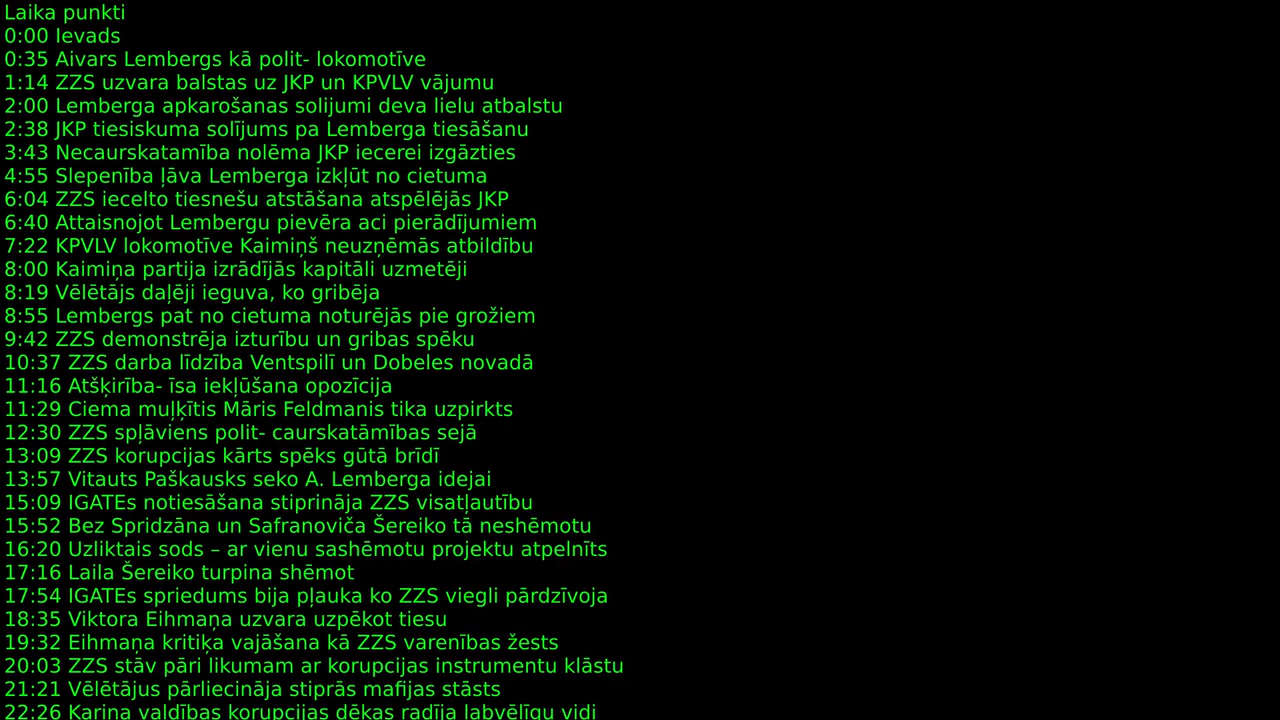 Laika punkti
0:00 Ievads
0:35 Aivars Lembergs kā polit- lokomotīve
1:14 ZZS uzvara balstas uz JKP un KPVLV vājumu
2:00 Lemberga apkarošanas solijumi deva lielu atbalstu
2:38 JKP tiesiskuma solījums pa Lemberga tiesāšanu
3:43 Necaurskatamība nolēma JKP iecerei izgāzties
4:55 Slepenība ļāva Lemberga izkļūt no cietuma
6:04 ZZS iecelto tiesnešu atstāšana atspēlējās JKP
6:40 Attaisnojot Lembergu pievēra aci pierādījumiem
7:22 KPVLV lokomotīve Kaimiņš neuzņēmās atbildību
8:00 Kaimiņa partija izrādījās kapitāli uzmetēji
8:19 Vēlētājs daļēji ieguva, ko gribēja
8:55 Lembergs pat no cietuma noturējās pie grožiem
9:42 ZZS demonstrēja izturību un gribas spēku
10:37 ZZS darba līdzība Ventspilī un Dobeles novadā
11:16 Atšķirība- īsa iekļūšana opozīcija
11:29 Ciema muļķītis Māris Feldmanis tika uzpirkts
12:30 ZZS spļāviens polit- caurskatāmības sejā
13:09 ZZS korupcijas kārts spēks gūtā brīdī
13:57 Vitauts Paškausks seko A. Lemberga idejai
15:09 IGATEs notiesāšana stiprināja ZZS visatļautību
15:52 Bez Spridzāna un Safranoviča Šereiko tā neshēmotu
16:20 Uzliktais sods – ar vienu sashēmotu projektu atpelnīts
17:16 Laila Šereiko turpina shēmot
17:54 IGATEs spriedums bija pļauka ko ZZS viegli pārdzīvoja
18:35 Viktora Eihmaņa uzvara uzpēkot tiesu
19:32 Eihmaņa kritiķa vajāšana kā ZZS varenības žests
20:03 ZZS stāv pāri likumam ar korupcijas instrumentu klāstu
21:21 Vēlētājus pārliecināja stiprās mafijas stāsts
22:26 Kariņa valdības korupcijas dēkas radīja labvēlīgu vidi